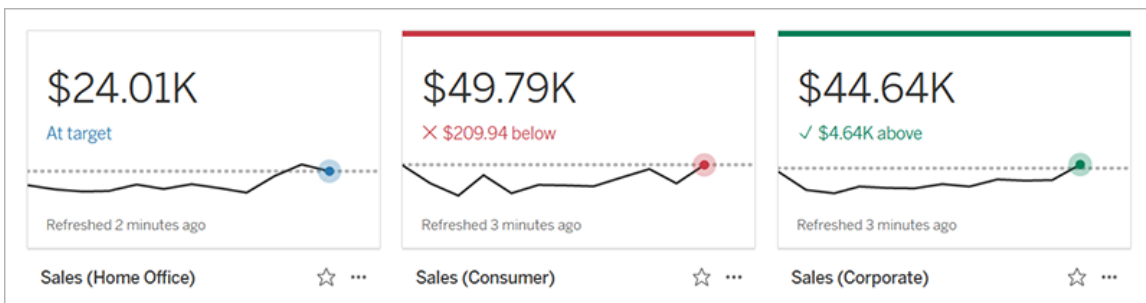 $24.01K
At target
Refreshed 2 minutes ago
Sales (Home Office)
$49.79K
$209.94 below
Refreshed 3 minutes ago
Sales (Consumer)
$44.64K
$4.64K above
Refreshed 3 minutes ago
Sales (Corporate)